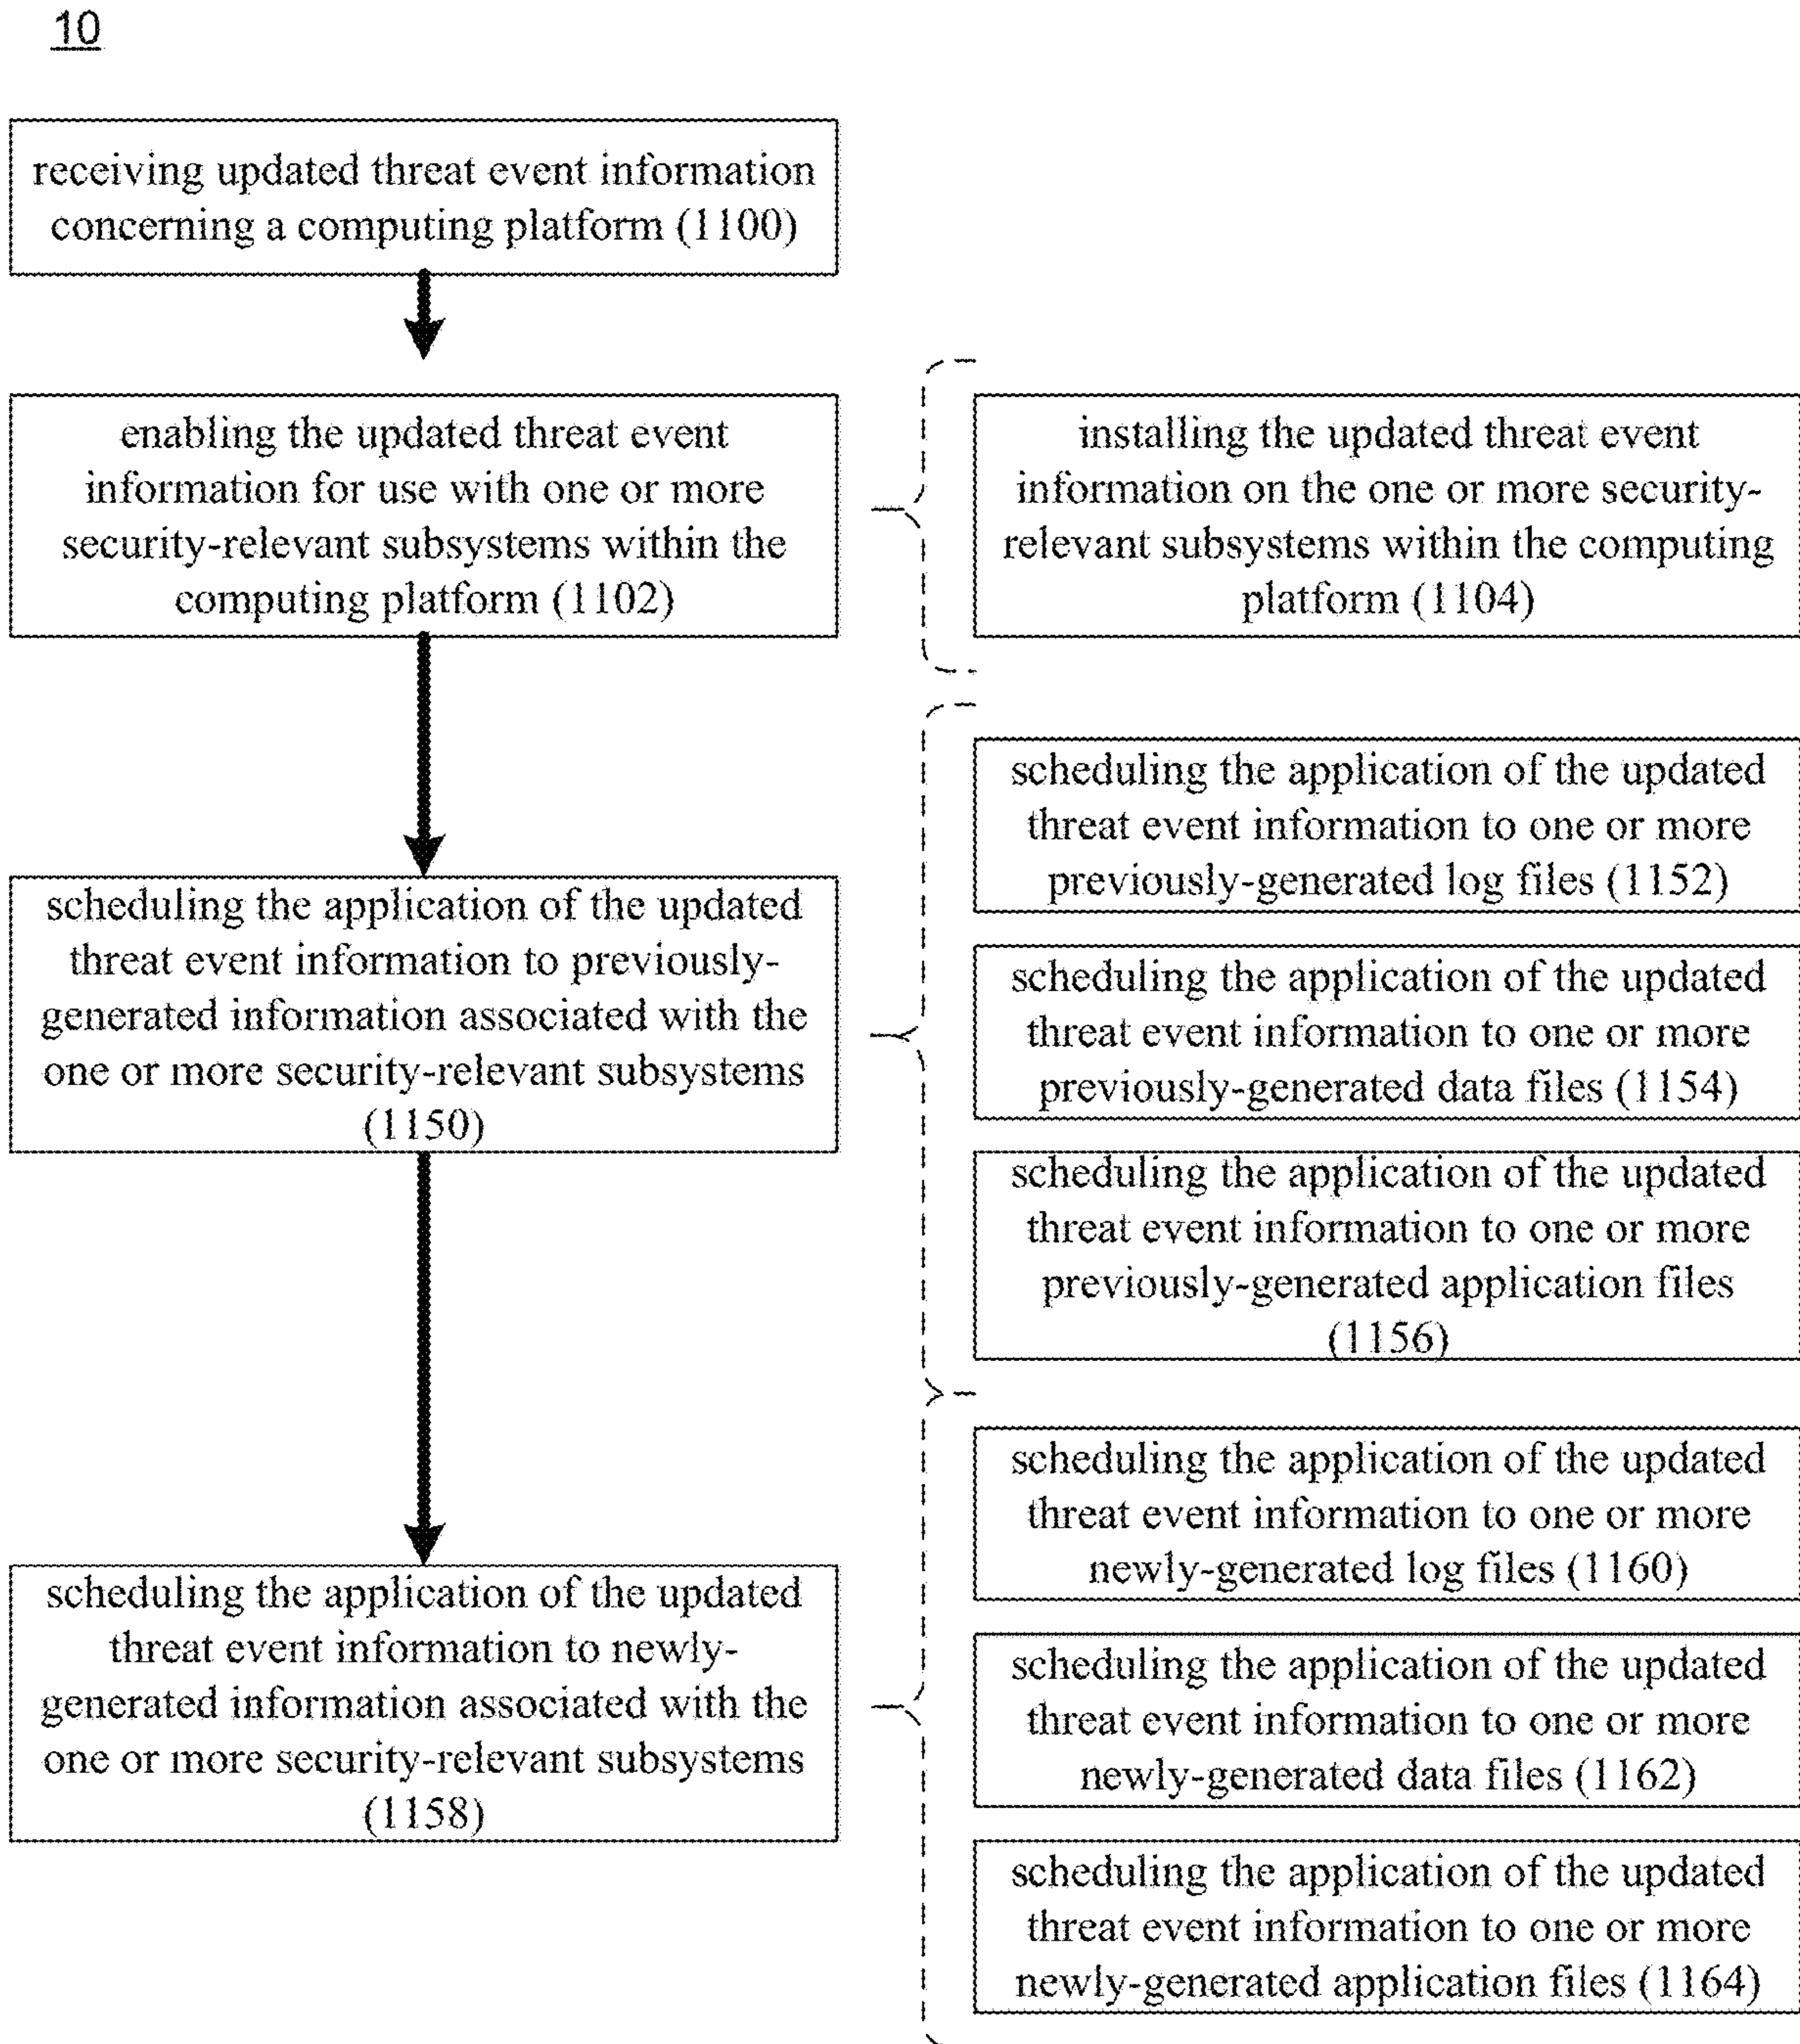 10
receiving updated threat event information
concerning a computing platform (1100)
enabling the updated threat event
information for use with one or more
security-relevant subsystems within the
computing platform (1102)
installing the updated threat event
information on the one or more security-
relevant subsystems within the computing
platform (1104)
scheduling the application of the updated
threat event information to previously-
generated information associated with the
one or more security-relevant subsystems
(1150)
scheduling the application of the updated
threat event information to one or more
previously-generated log files (1152)
scheduling the application of the updated
threat event information to one or more
previously-generated data files (1154)
scheduling the application of the updated
threat event information to one or more
previously-generated application files
(1156)
scheduling the application of the updated
threat event information to newly-
generated information associated with the
one or more security-relevant subsystems
(1158)
scheduling the application of the updated
threat event information to one or more
newly-generated log files (1160)
scheduling the application of the updated
threat event information to one or more
newly-generated data files (1162)
scheduling the application of the updated
threat event information to one or more
newly-generated application files (1164)